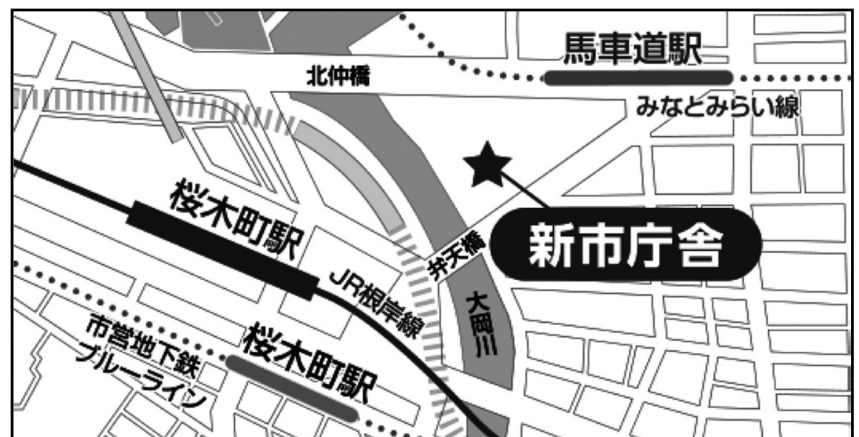 馬車道駅
北仲橋
みなとみらい線
桜木町駅
新市庁舎
弁天橋
JR根岸線
大岡川
市営地下鉄
ブルーライン
桜木町駅